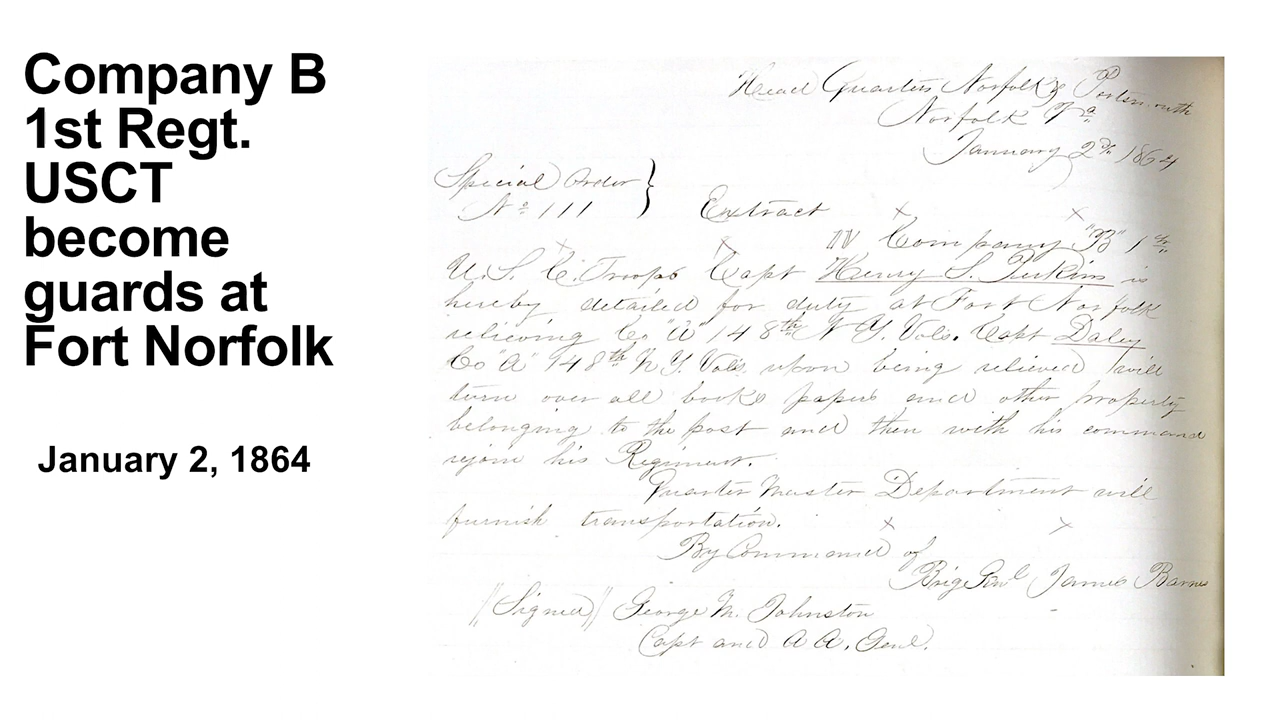 Company B
1st Regt.
USCT
become
guards at
Fort Norfolk
January 2, 1864
Head Quarters Norfolk & Portsmouth
Norfolk Va
January 2d, 1864
Special Order }
No 111
Extract x x
x x IV Company "B" 1st
U.S. C. Troops Capt Henry S. Perkins is
hereby detailed for duty at Fort Norfolk
relieving Co "A" 148th N Y. Vols. Capt Daley
Co "A" 148th N.Y. Vols. upon being relieved will
turn over all books papers and other property
belonging to the post and then with his command
rejoin his Regiment.
Quarter Master Department will
furnish transportation. x x
By Command of
Brig Genl James Barnes
//Signed// George M. Johnston
Capt and A A. Genl.